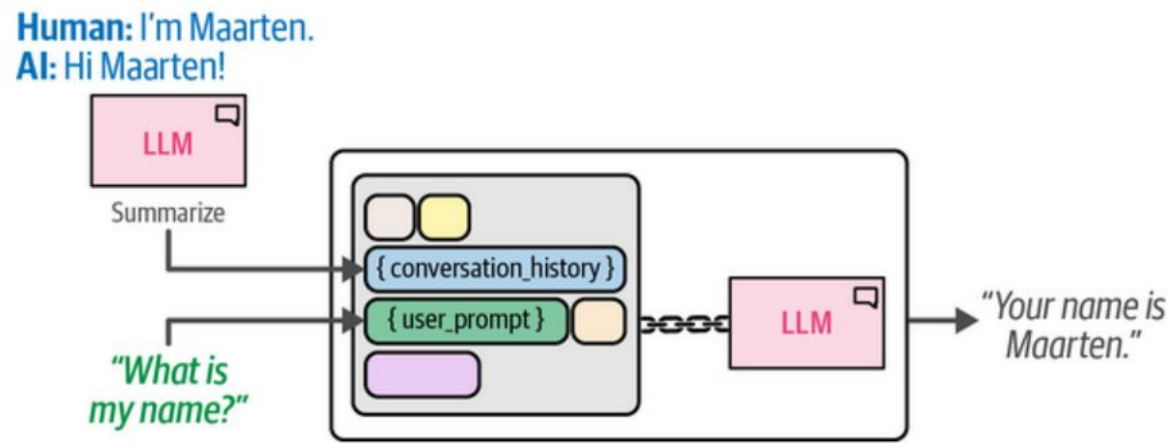 Human: I'm Maarten.
AI: Hi Maarten!
LLM
Summarize
{ conversation_history }
{ user_prompt }
LLM
"What is
my name?"
"Your name is
Maarten."